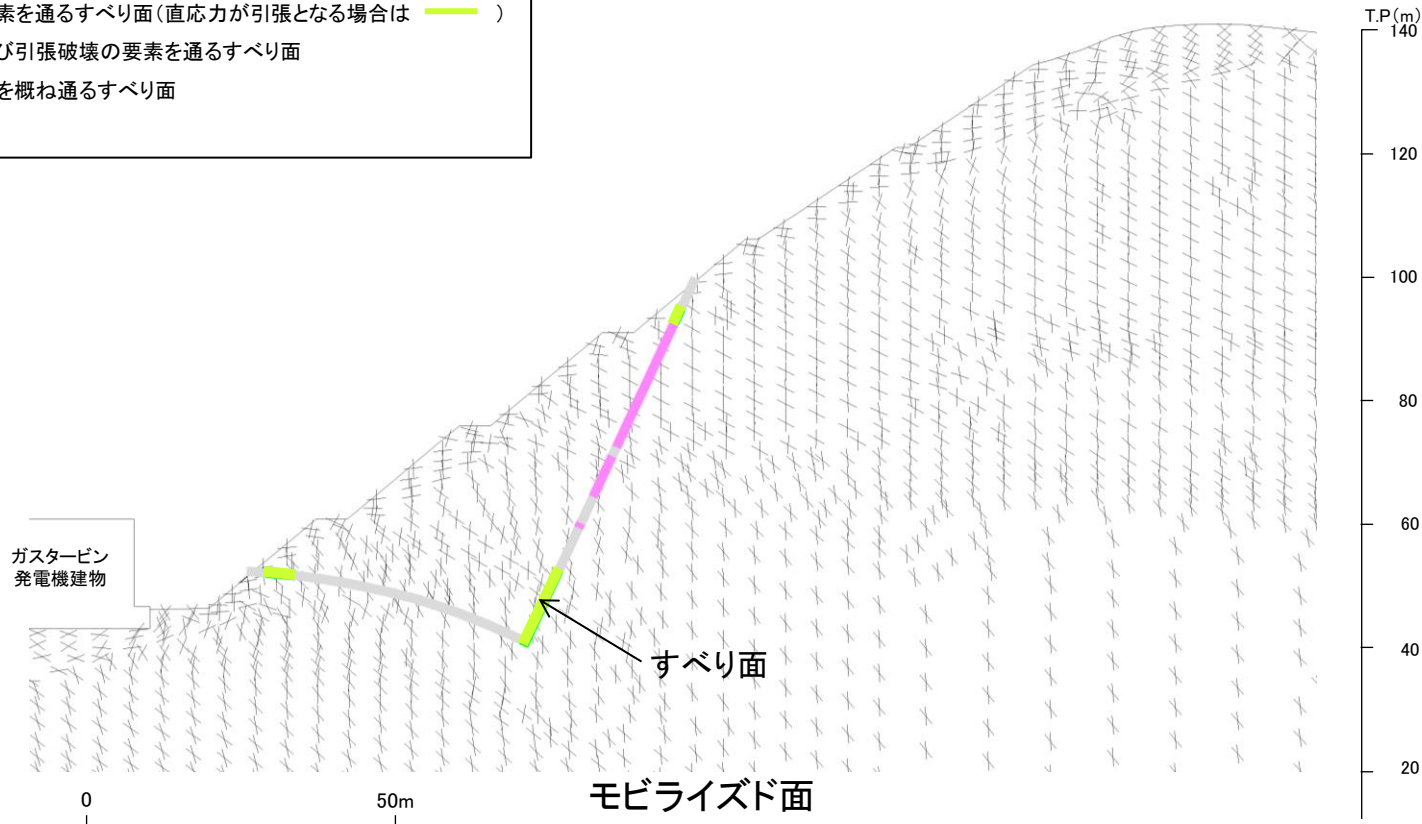 素を通るすべり面(直応力が引張となる場合は )
び引張破壊の要素を通るすべり面
を概ね通るすべり面
T.P(m)
140
120
100
80
60
40
20
ガスタービン
発電機建物
すべり面
モビライズド面
0
50m